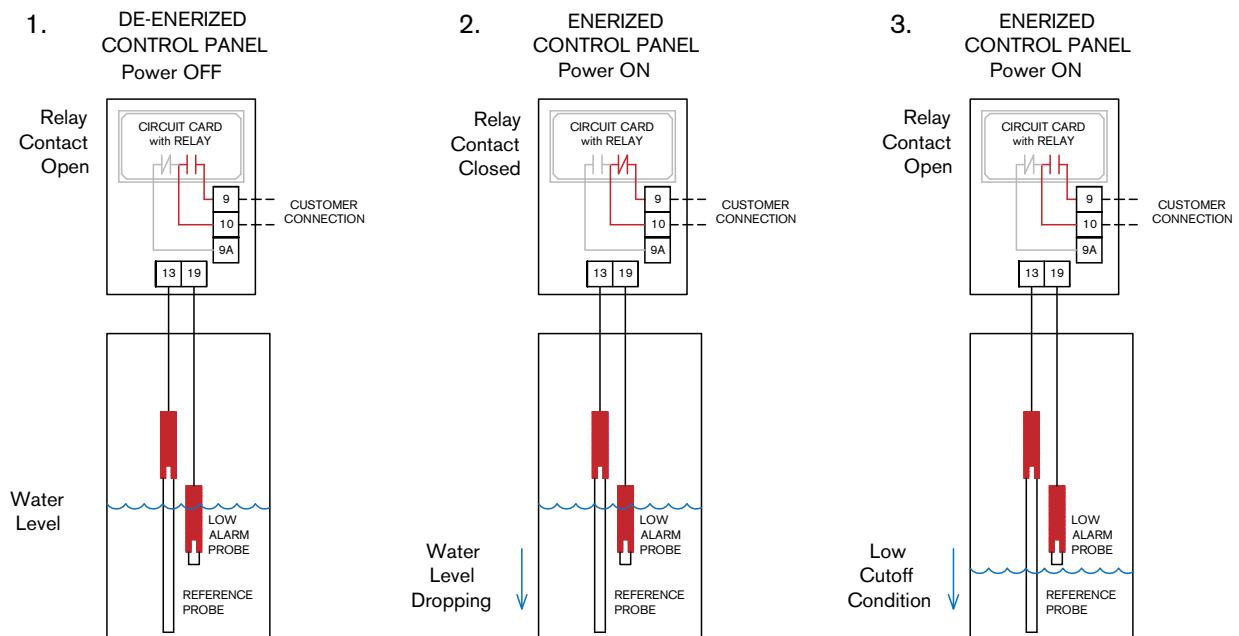 1.
DE-ENERIZED
CONTROL PANEL
Power OFF
Relay
Contact
Open
CIRCUIT CARD
with RELAY
9
10
9A
CUSTOMER
CONNECTION
13
19
Water
Level
LOW
ALARM
PROBE
REFERENCE
PROBE
2.
ENERIZED
CONTROL PANEL
Power ON
Relay
Contact
Closed
CIRCUIT CARD
with RELAY
9
10
9A
CUSTOMER
CONNECTION
13
19
Water
Level
Dropping
LOW
ALARM
PROBE
REFERENCE
PROBE
3.
ENERIZED
CONTROL PANEL
Power ON
Relay
Contact
Open
CIRCUIT CARD
with RELAY
9
10
9A
CUSTOMER
CONNECTION
13
19
Low
Cutoff
Condition
LOW
ALARM
PROBE
REFERENCE
PROBE